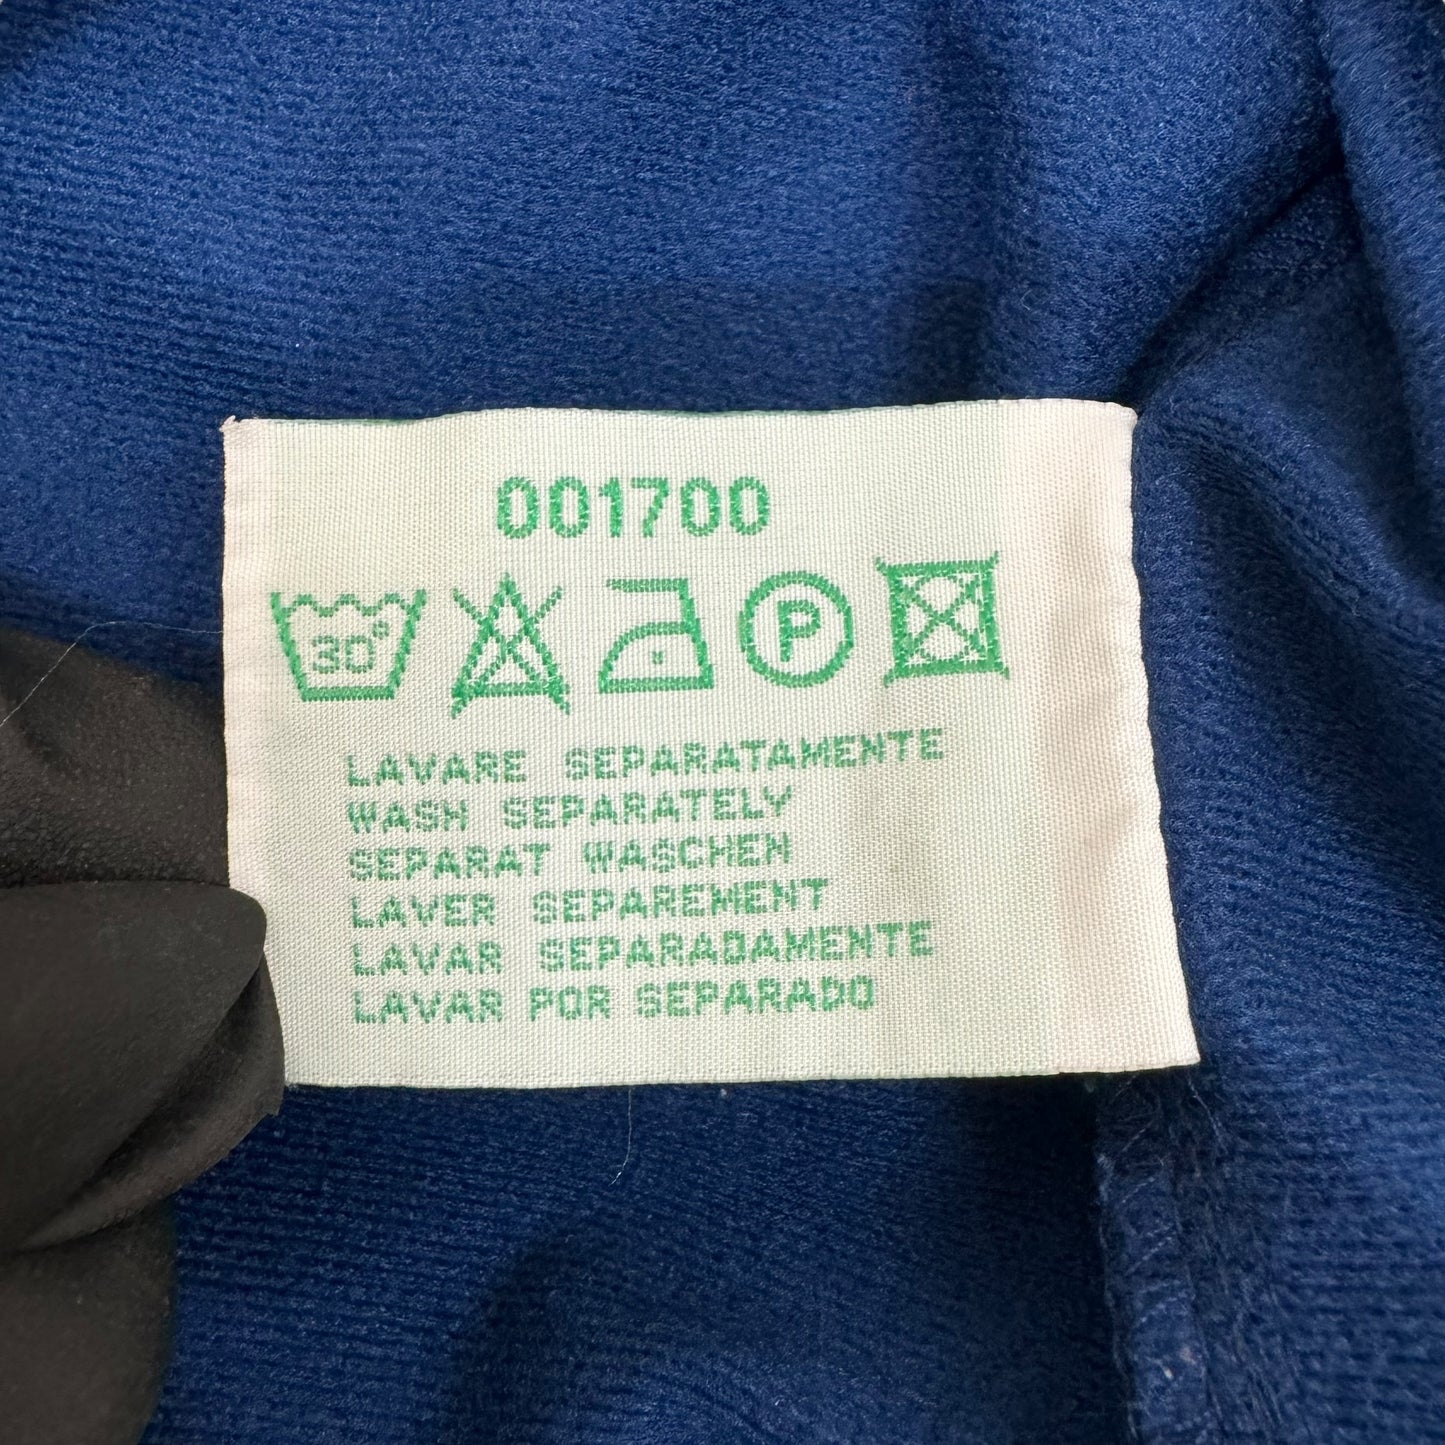 001700
30°
P
LAVARE SEPARATAMENTE
WASH SEPARATELY
SEPARAT WASCHEN
LAVER SEPAREMENT
LAVAR SEPARADAMENTE
LAVAR POR SEPARADO